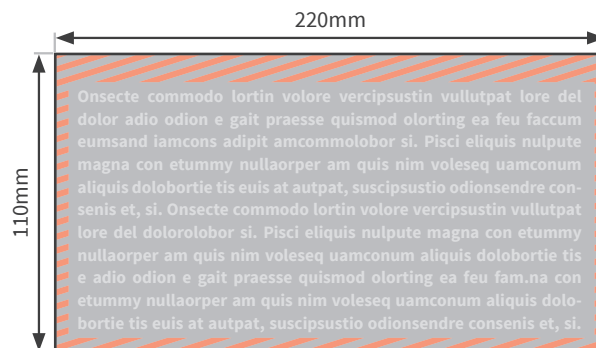 220mm
110mm
Onsecte commodo lortin volore vercipsustin vullutpat lore del
dolor adio odion e gait praesse quismod olorting ea feu faccum
eumsand iamcons adipit amcommolobor si. Pisci eliquis nulpute
magna con etummy nullaorper am quis nim voleseq uamconum
aliquis dolobortie tis euis at autpat, suscipsustio odionsendre con-
senis et, si. Onsecte commodo lortin volore vercipsustin vullutpat
lore del dolorolobor si. Pisci eliquis nulpute magna con etummy
nullaorper am quis nim voleseq uamconum aliquis dolobortie tis
e adio odion e gait praesse quismod olorting ea feu fam.na con
etummy nullaorper am quis nim voleseq uamconum aliquis dolo-
bortie tis euis at autpat, suscipsustio odionsendre consenis et, si.